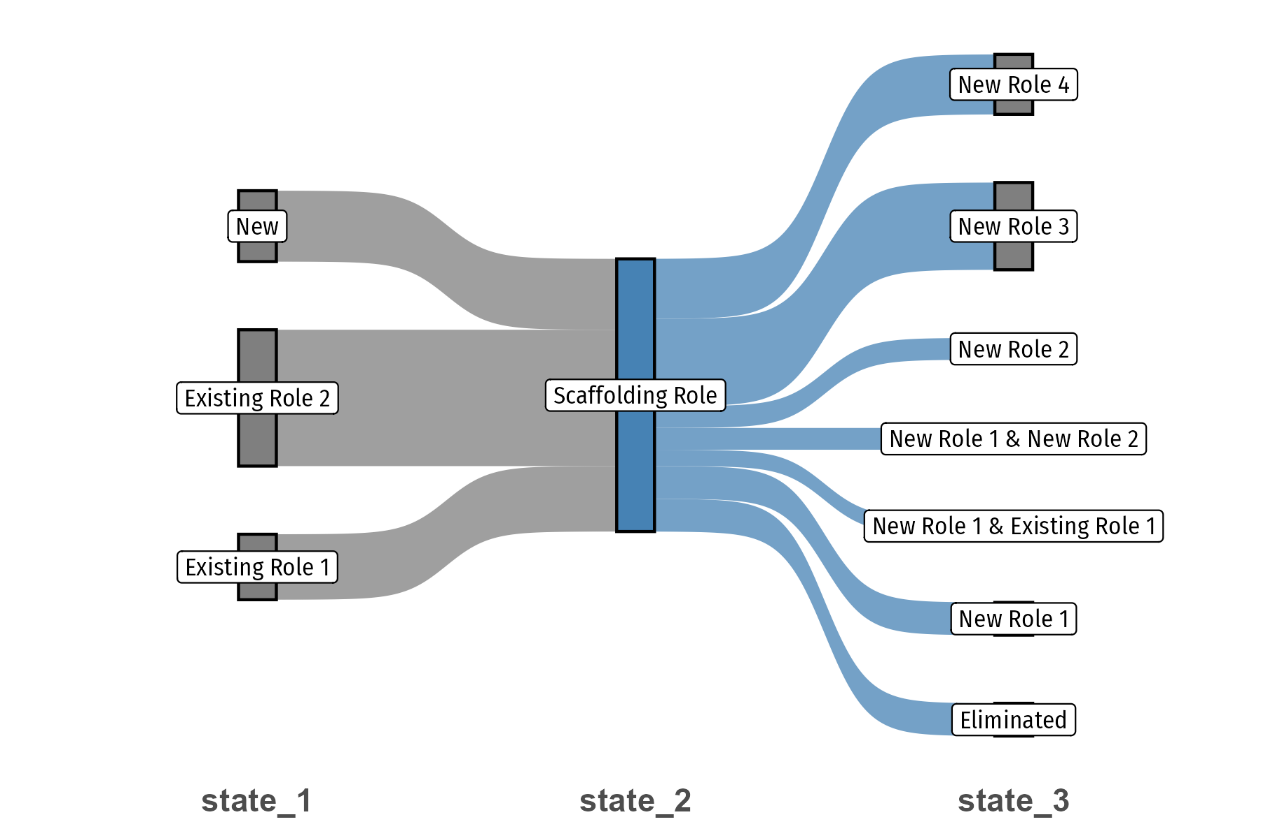 New Role 4
New
New Role 3
New Role 2
Existing Role 2
Scaffolding Role
New Role 1 & New Role 2
New Role 1 & Existing Role 1
Existing Role 1
New Role 1
Eliminated
state_1
state_2
state_3